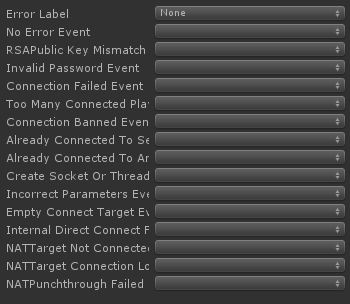 Error Label None
No Error Event
RSAPublic Key Mismatch
Invalid Password Event
Connection Failed Event
Too Many Connected Pla
Connection Banned Even
Already Connected To Se
Already Connected To An
Create Socket Or Thread
Incorrect Parameters Eve
Empty Connect Target Ev
Internal Direct Connect F
NATTarget Not Connected
NATTarget Connection Lo
NATPunchthrough Failed